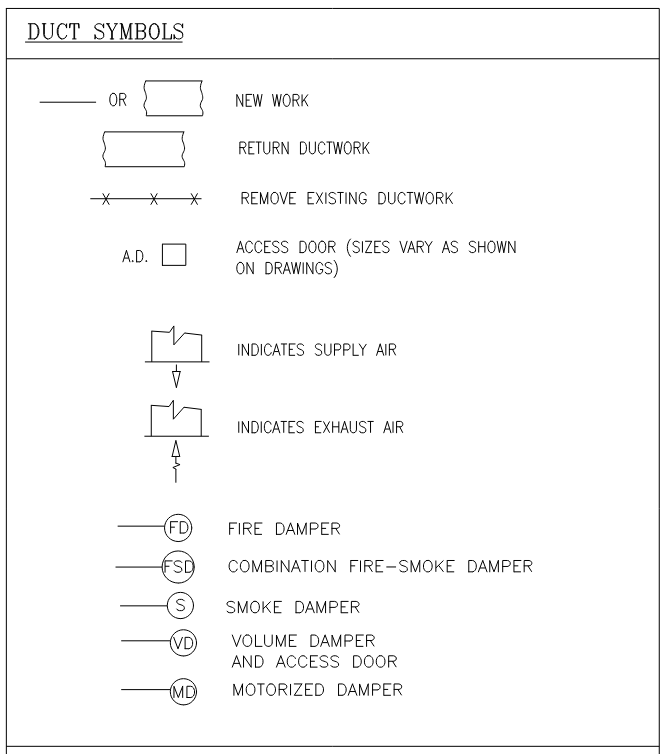 DUCT SYMBOLS
OR NEW WORK
RETURN DUCTWORK
X X X REMOVE EXISTING DUCTWORK
A.D. ACCESS DOOR (SIZES VARY AS SHOWN
ON DRAWINGS)
INDICATES SUPPLY AIR
INDICATES EXHAUST AIR
FD FIRE DAMPER
FSD COMBINATION FIRE-SMOKE DAMPER
S SMOKE DAMPER
VD VOLUME DAMPER
AND ACCESS DOOR
MD MOTORIZED DAMPER